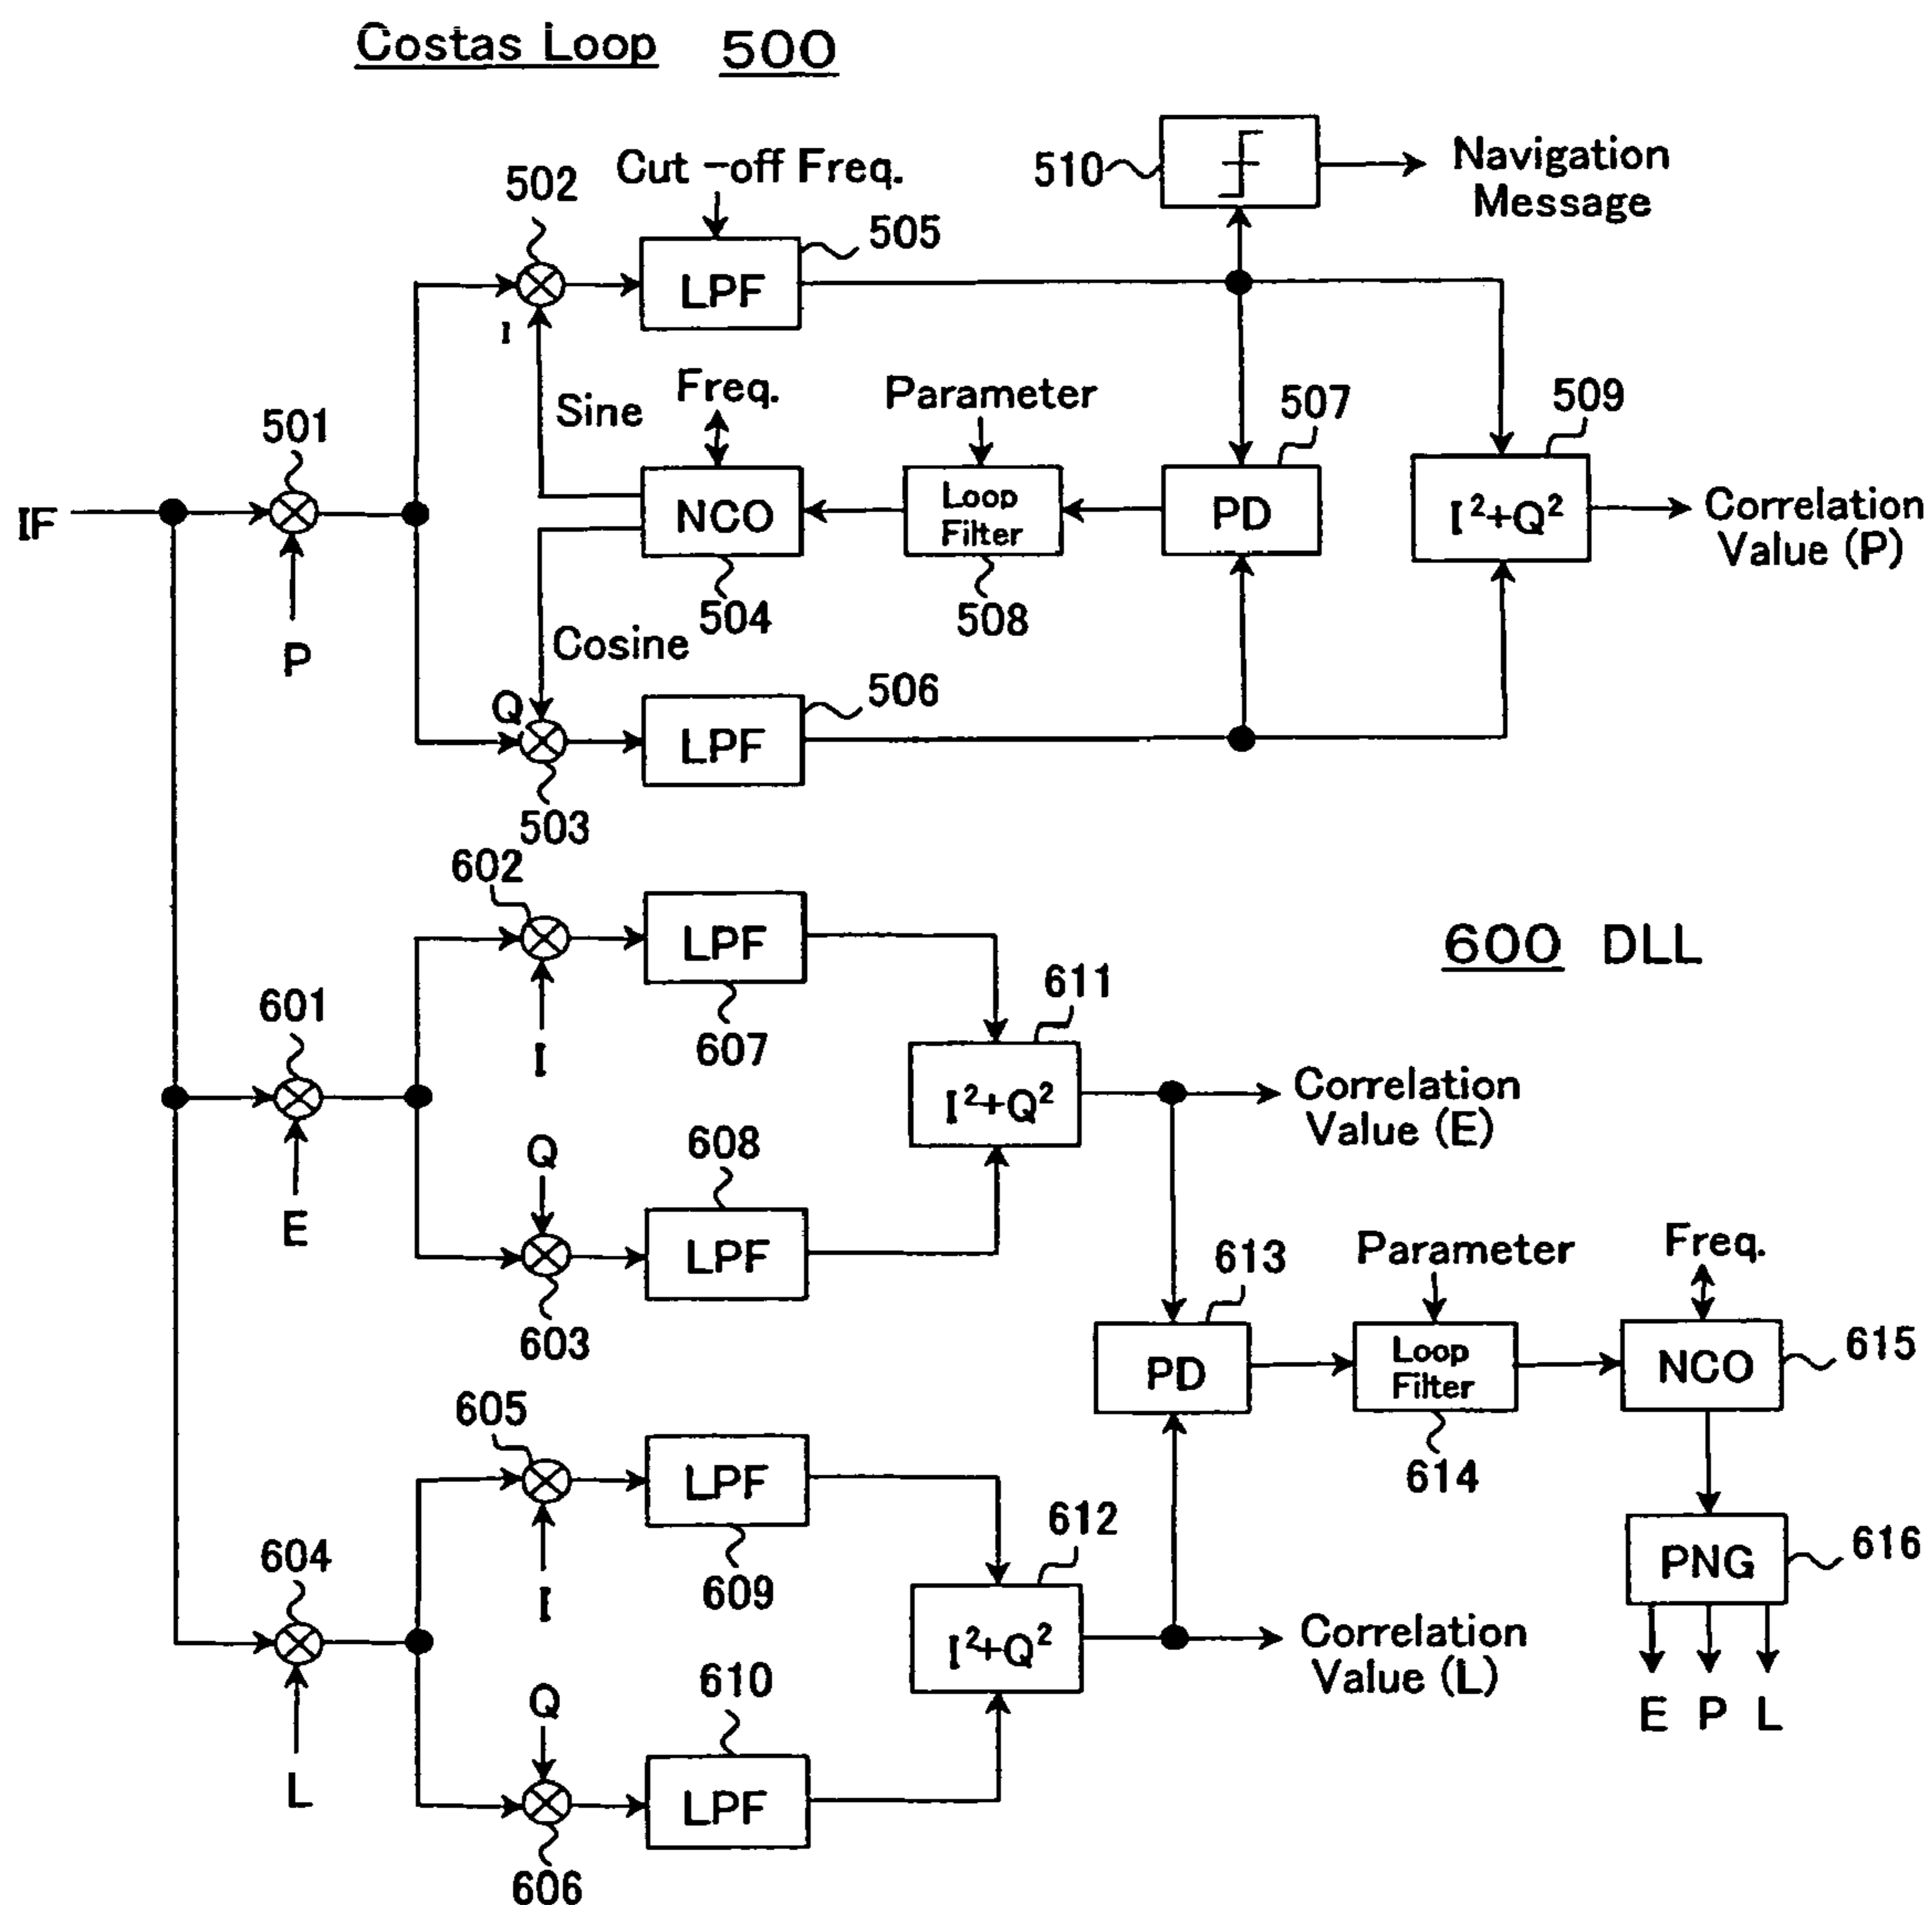 Costas Loop 500
510
Navigation
Message
502
Cut -off Freq.
505
LPF
I
Sine
Freq.
Parameter
507
509
501
IF
P
NCO
504
Loop
Filter
508
PD
I²+Q²
Correlation
Value (P)
Cosine
Q
503
LPF
506
602
LPF
607
I
600 DLL
601
E
611
I²+Q²
Correlation
Value (E)
Q
603
608
LPF
613
PD
Parameter
Loop
Filter
614
Freq.
NCO
615
605
LPF
609
I
604
L
612
I²+Q²
Correlation
Value (L)
PNG
616
E P L
Q
606
610
LPF